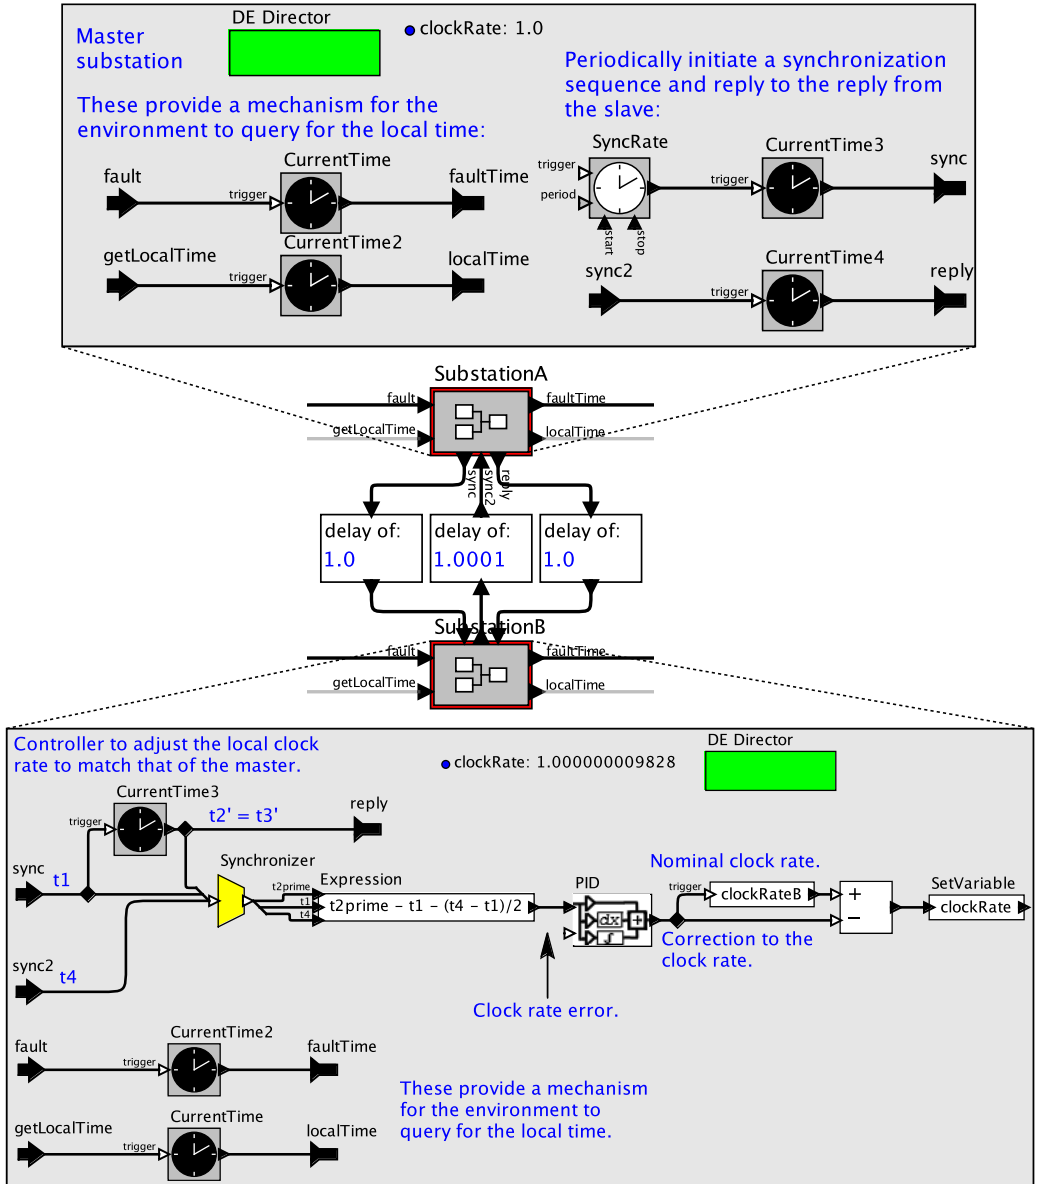 DE Director
clockRate: 1.0
Master
substation
Periodically initiate a synchronization
sequence and reply to the reply from
the slave:
These provide a mechanism for the
environment to query for the local time:
fault
trigger
CurrentTime
faultTime
getLocalTime
trigger
CurrentTime2
localTime
SyncRate
trigger
period
start
stop
trigger
CurrentTime3
sync
sync2
trigger
CurrentTime4
reply
SubstationA
fault
faultTime
getLocalTime
localTime
sync
sync2
reply
delay of:
1.0
delay of:
1.0001
delay of:
1.0
SubstationB
fault
faultTime
getLocalTime
localTime
Controller to adjust the local clock
rate to match that of the master.
clockRate: 1.000000009828
DE Director
CurrentTime3
trigger
t2' = t3'
reply
sync
t1
Synchronizer
t2prime
t1
t4
Expression
t2prime - t1 - (t4 - t1)/2
PID
dx
∫
+
Clock rate error.
Nominal clock rate.
trigger
clockRateB
+
−
Correction to the
clock rate.
SetVariable
clockRate
sync2
t4
fault
trigger
CurrentTime2
faultTime
getLocalTime
trigger
CurrentTime
localTime
These provide a mechanism
for the environment to
query for the local time.